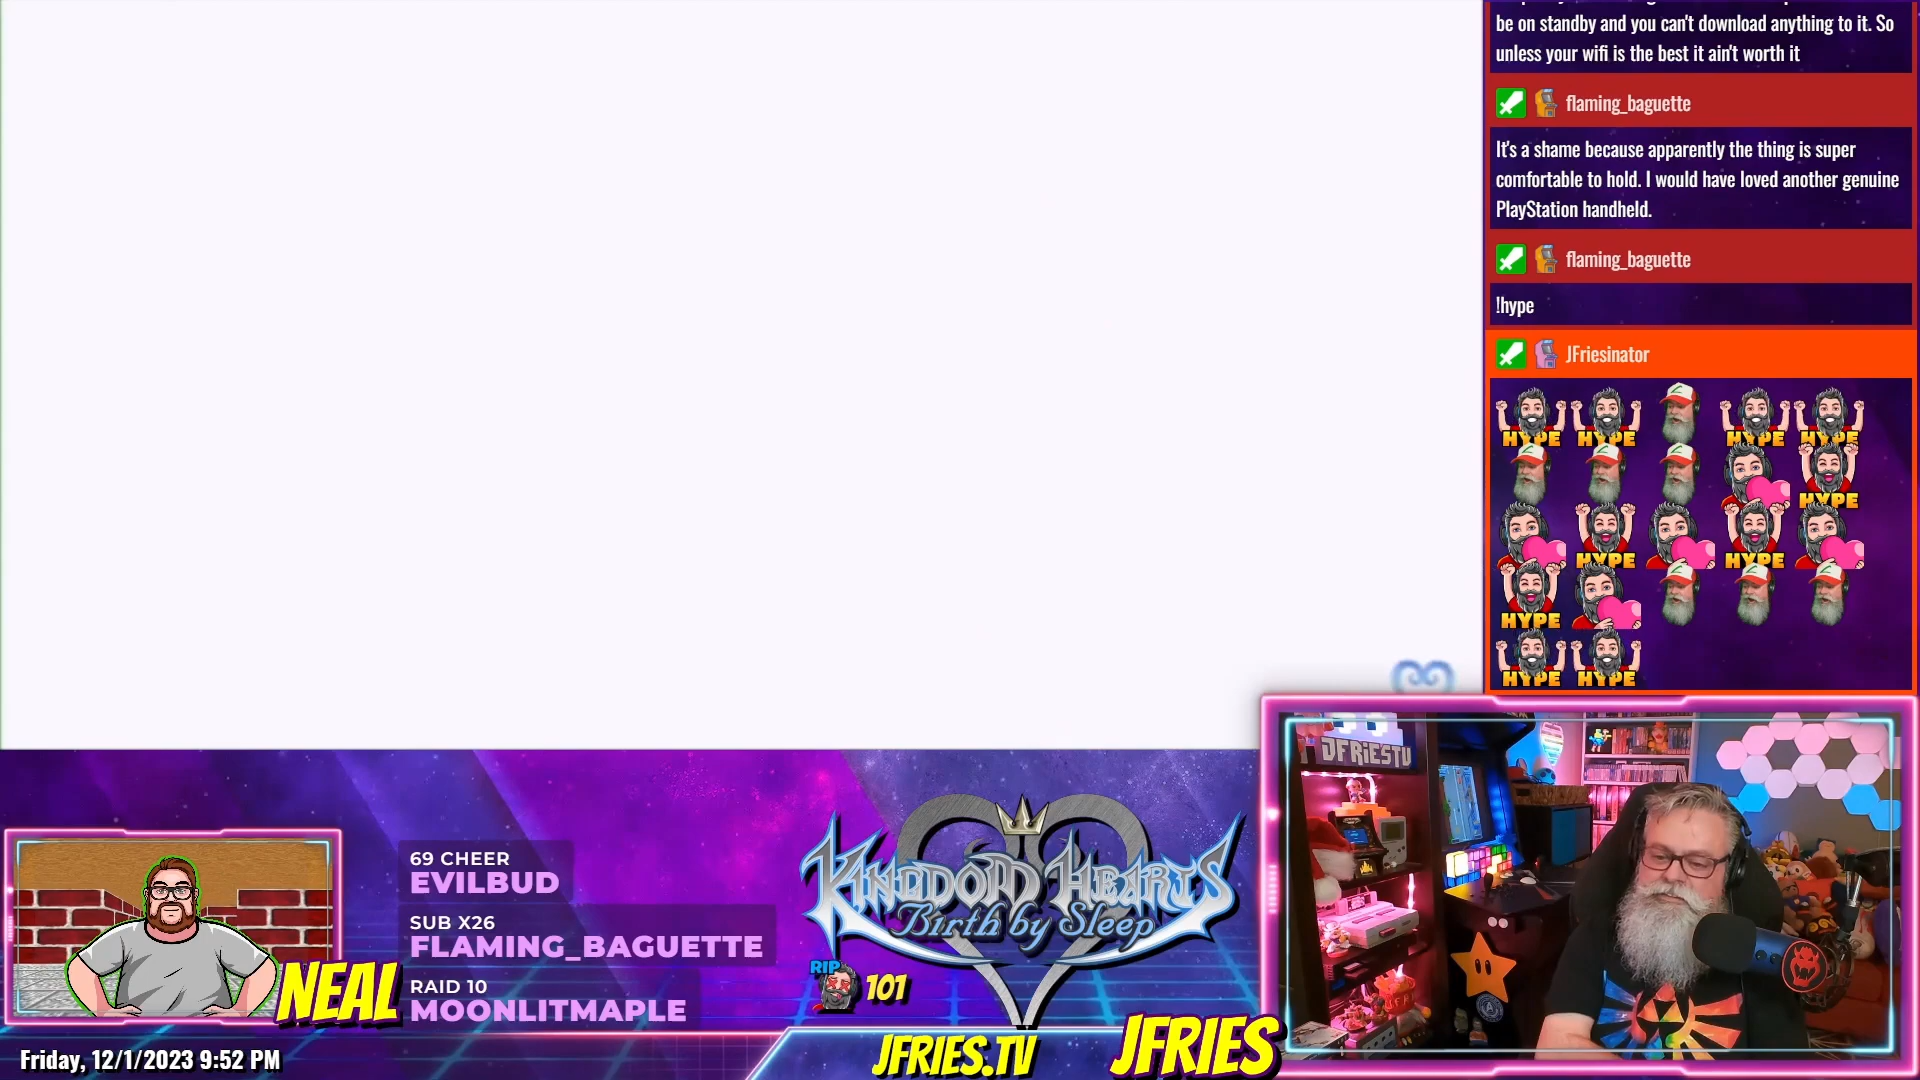 be on standby and you can't download anything to it. So
unless your wifi is the best it ain't worth it
flaming_baguette
It's a shame because apparently the thing is super
comfortable to hold. I would have loved another genuine
PlayStation handheld.
flaming_baguette
!hype
JFriesinator
HYPE HYPE HYPE HYPE
HYPE
HYPE HYPE
HYPE
HYPE HYPE
JFRIESTV
69 CHEER
EVILBUD
SUB X26
FLAMING_BAGUETTE
RAID 10
MOONLITMAPLE
NEAL
KINGDOM HEARTS
Birth by Sleep
RIP
101
JFRIES.TV
JFRIES
Friday, 12/1/2023 9:52 PM